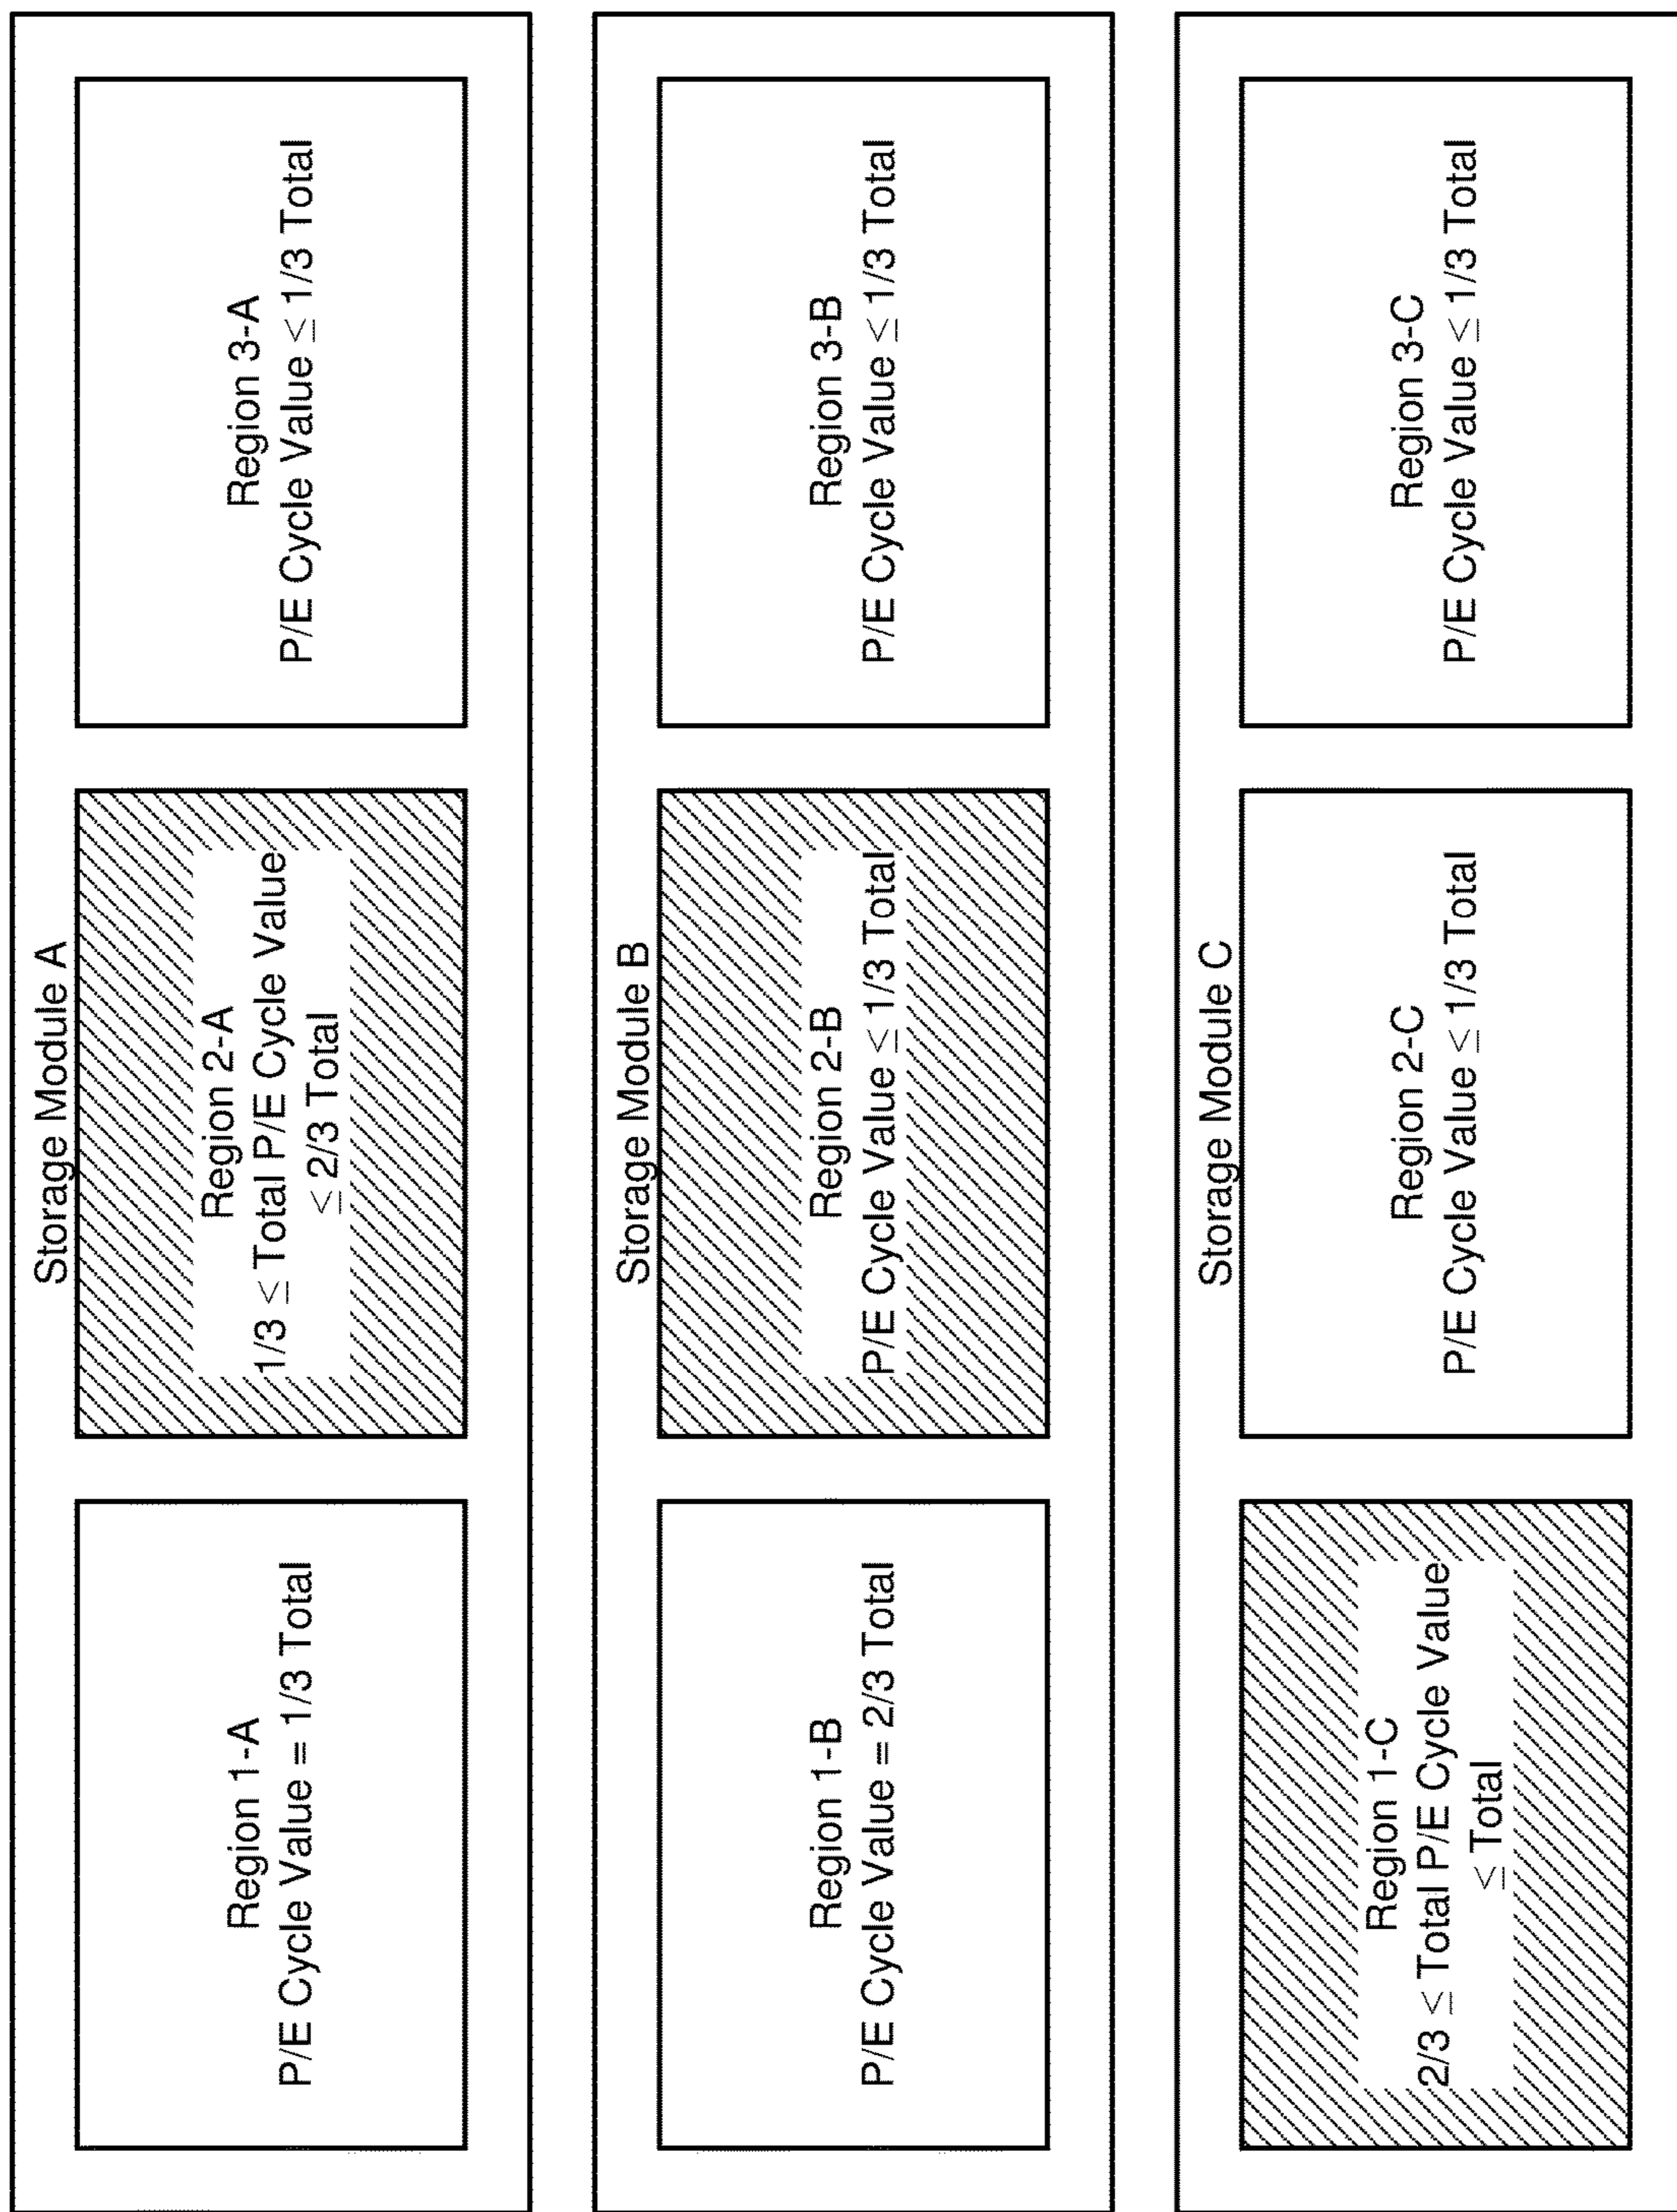 Storage Module A
Region 1-A
P/E Cycle Value = 1/3 Total
Region 2-A
1/3 ≤ Total P/E Cycle Value
≤ 2/3 Total
Region 3-A
P/E Cycle Value ≤ 1/3 Total
Storage Module B
Region 1-B
P/E Cycle Value = 2/3 Total
Region 2-B
P/E Cycle Value ≤ 1/3 Total
Region 3-B
P/E Cycle Value ≤ 1/3 Total
Storage Module C
Region 1-C
2/3 ≤ Total P/E Cycle Value
≤ Total
Region 2-C
P/E Cycle Value ≤ 1/3 Total
Region 3-C
P/E Cycle Value ≤ 1/3 Total